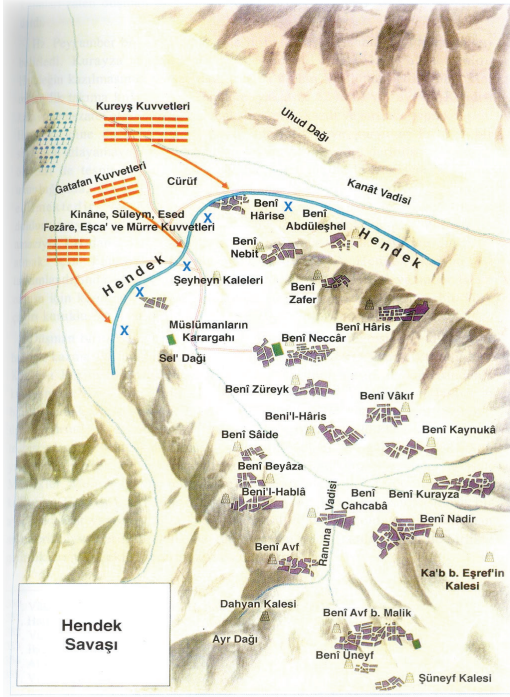 Kureyş Kuvvetleri
Uhud Dağı
Gatafan Kuvvetleri
Cürüf
Kanât Vadisi
Kinâne, Süleym, Esed
Fezâre, Eşca' ve Mürre Kuvvetleri
Benî
Hârise
Benî
Abdüleşhel
Hendek
Benî
Nebit
Hendek
Şeyheyn Kaleleri
Benî
Zafer
Benî Hâris
Müslümanların
Karargahı
Sel' Dağı
Benî Neccâr
Benî Züreyk
Benî Vâkıf
Beni'l-Hâris
Benî Kaynukâ
Benî Sâide
Benî Beyâza
Beni'l-Hablâ
Benî
Cahcabâ
Benî Kurayza
Ranuna Vadisi
Benî Nadir
Benî Avf
Ka'b b. Eşref'in
Kalesi
Dahyan Kalesi
Benî Avf b. Malik
Ayr Dağı
Benî Üneyf
Şüneyf Kalesi
Hendek
Savaşı
X
X
X
X
X